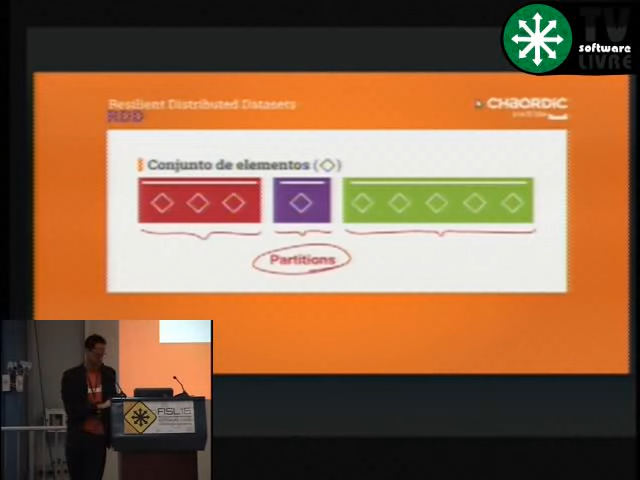 TV
software
LIVRE
Resilient Distributed Datasets
RDD
CHAORDIC
Conjunto de elementos (◇)
Partitions
FISL15